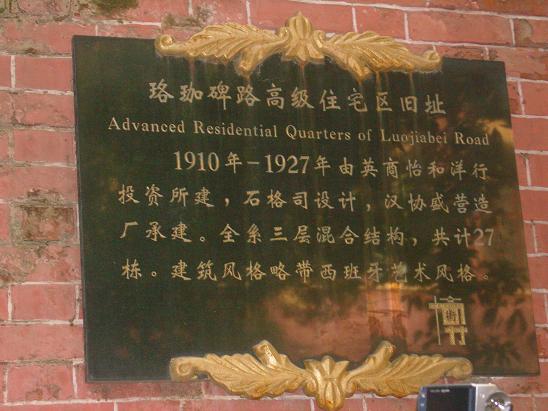 珞珈碑路高级住宅区旧址
Advanced Residential Quarters of Luojiabei Road
1910年-1927年由英商怡和洋行
投资所建，石格司设计，汉协盛营造
厂承建。全系三层混合结构，共计27
栋。建筑风格略带西班牙艺术风格。